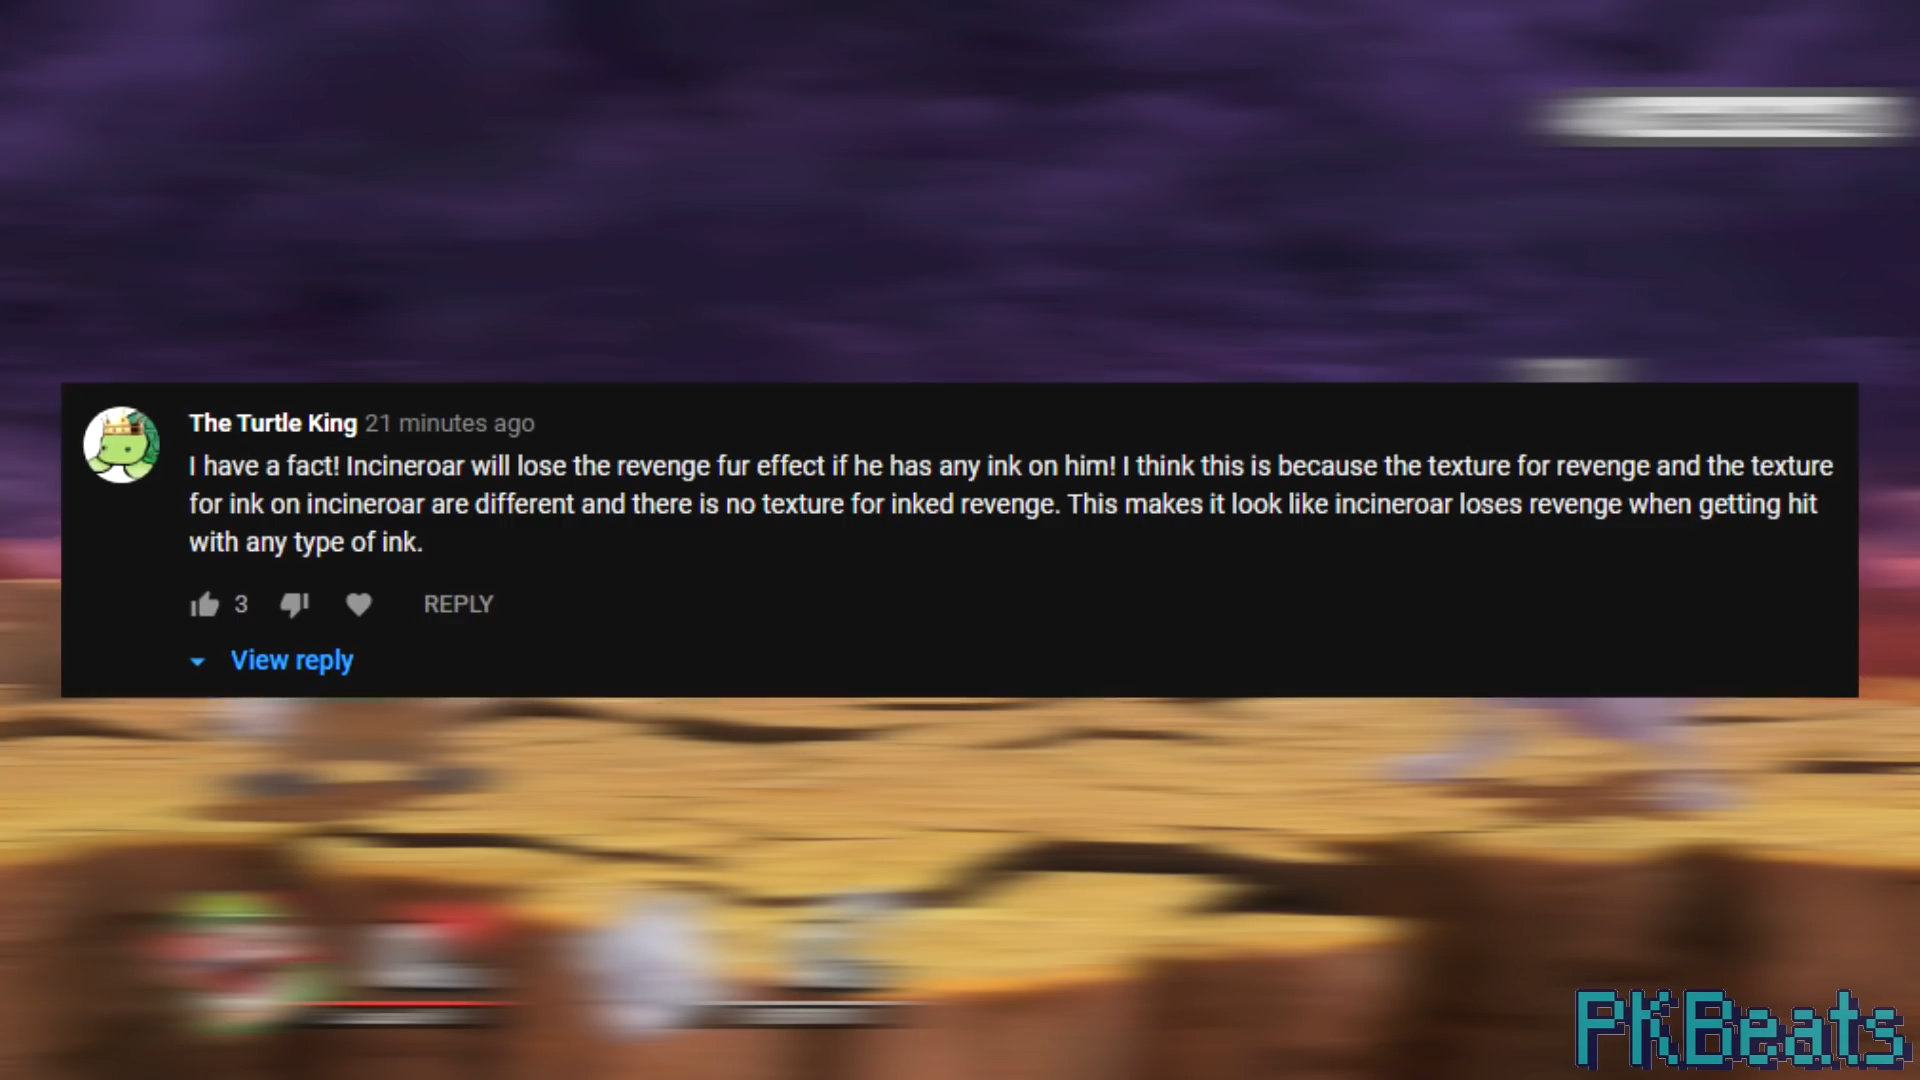 The Turtle King 21 minutes ago
I have a fact! Incineroar will lose the revenge fur effect if he has any ink on him! I think this is because the texture for revenge and the texture
for ink on incineroar are different and there is no texture for inked revenge. This makes it look like incineroar loses revenge when getting hit
with any type of ink.
3 REPLY
View reply
PKBeats